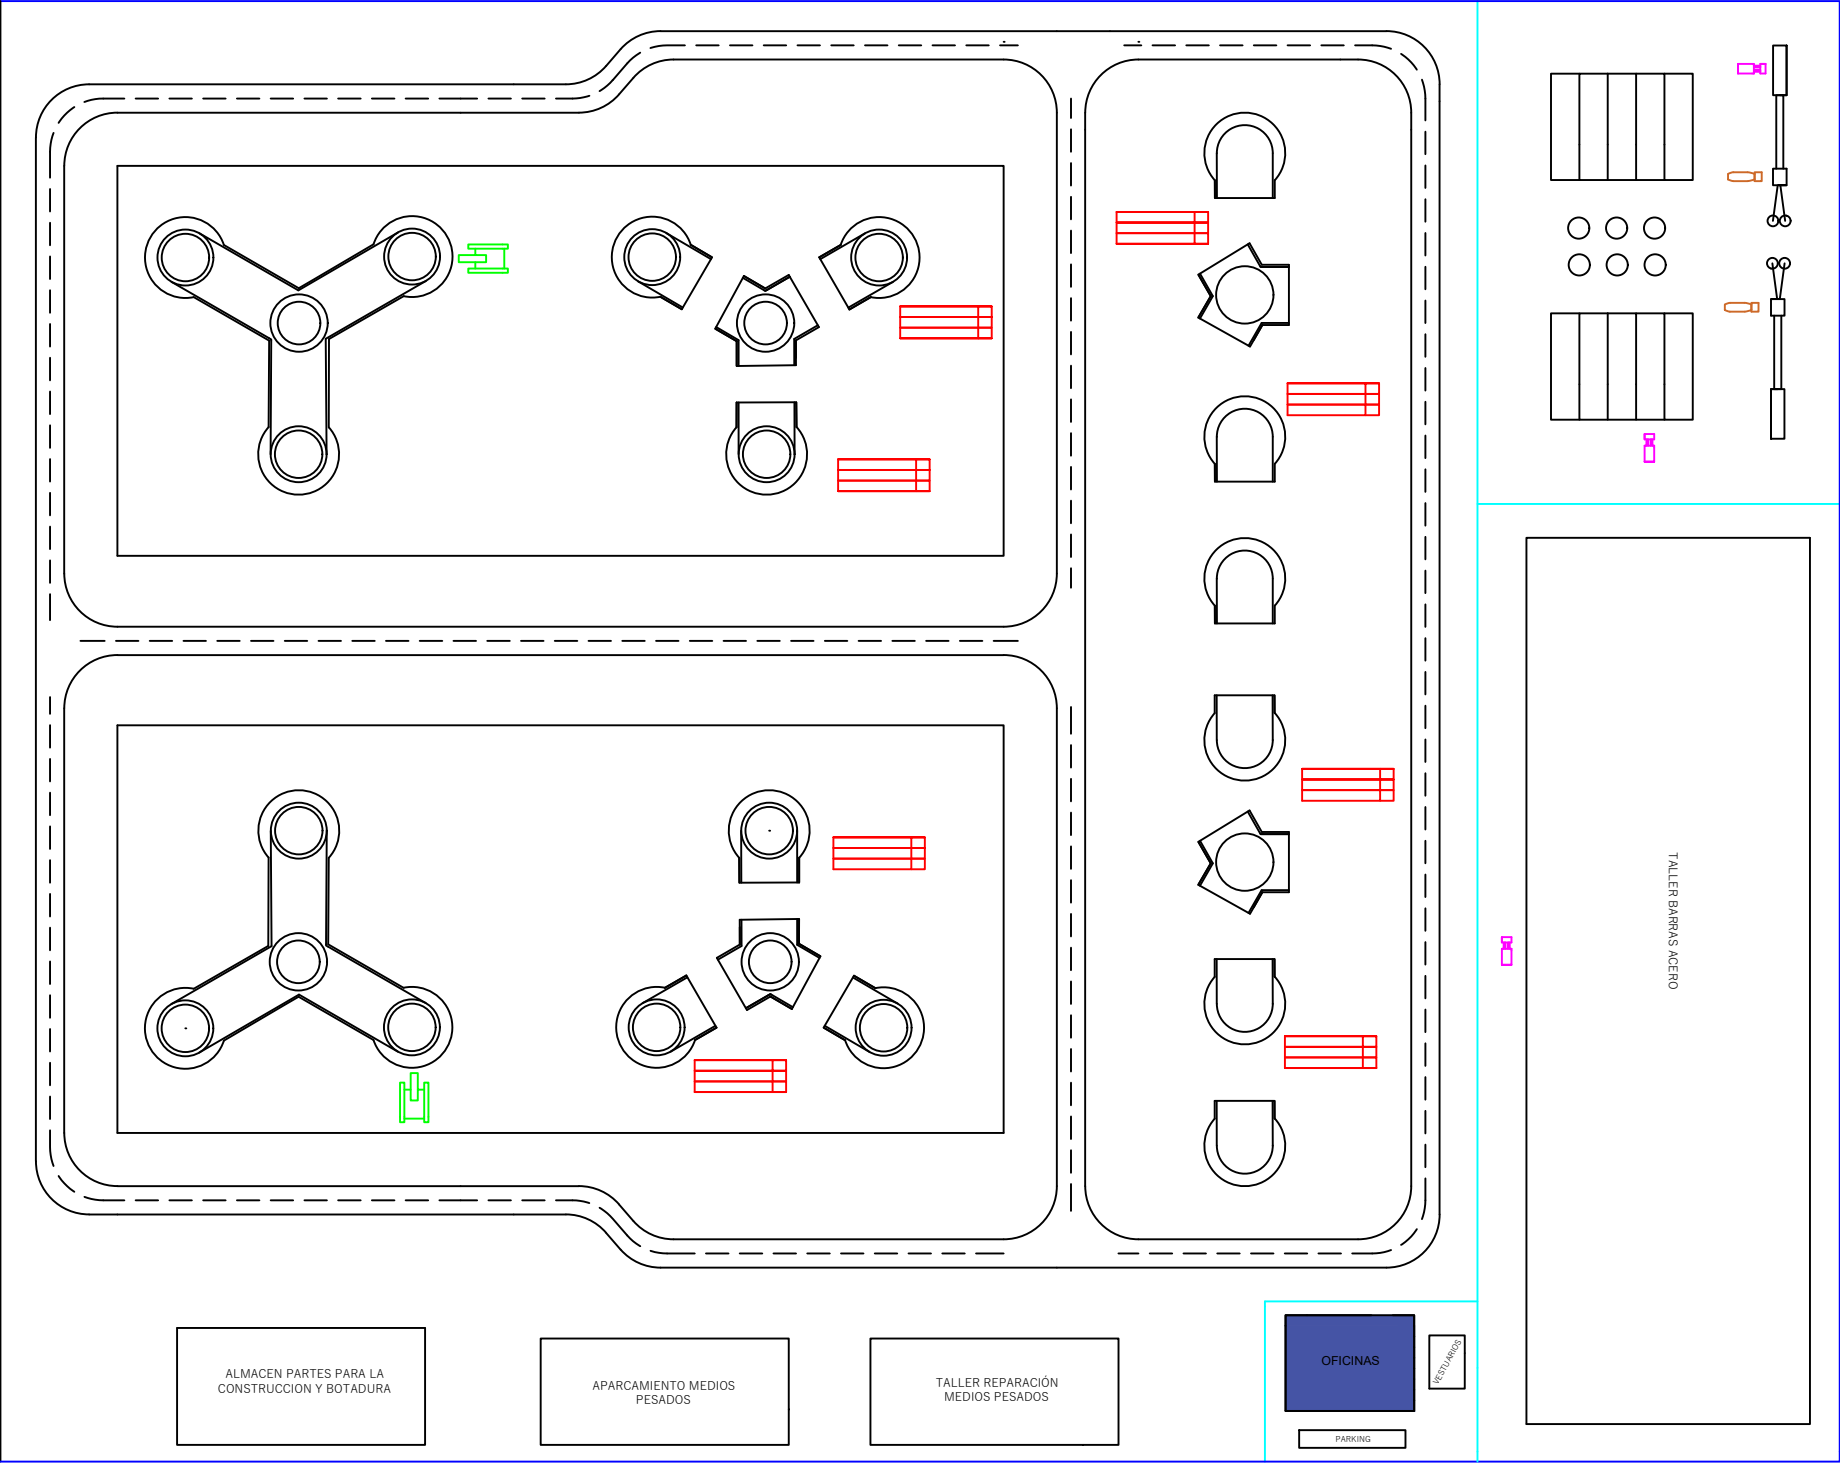 TALLER BARRAS ACERO
ALMACEN PARTES PARA LA
CONSTRUCCION Y BOTADURA
APARCAMIENTO MEDIOS
PESADOS
TALLER REPARACIÓN
MEDIOS PESADOS
OFICINAS
VESTUARIOS
PARKING